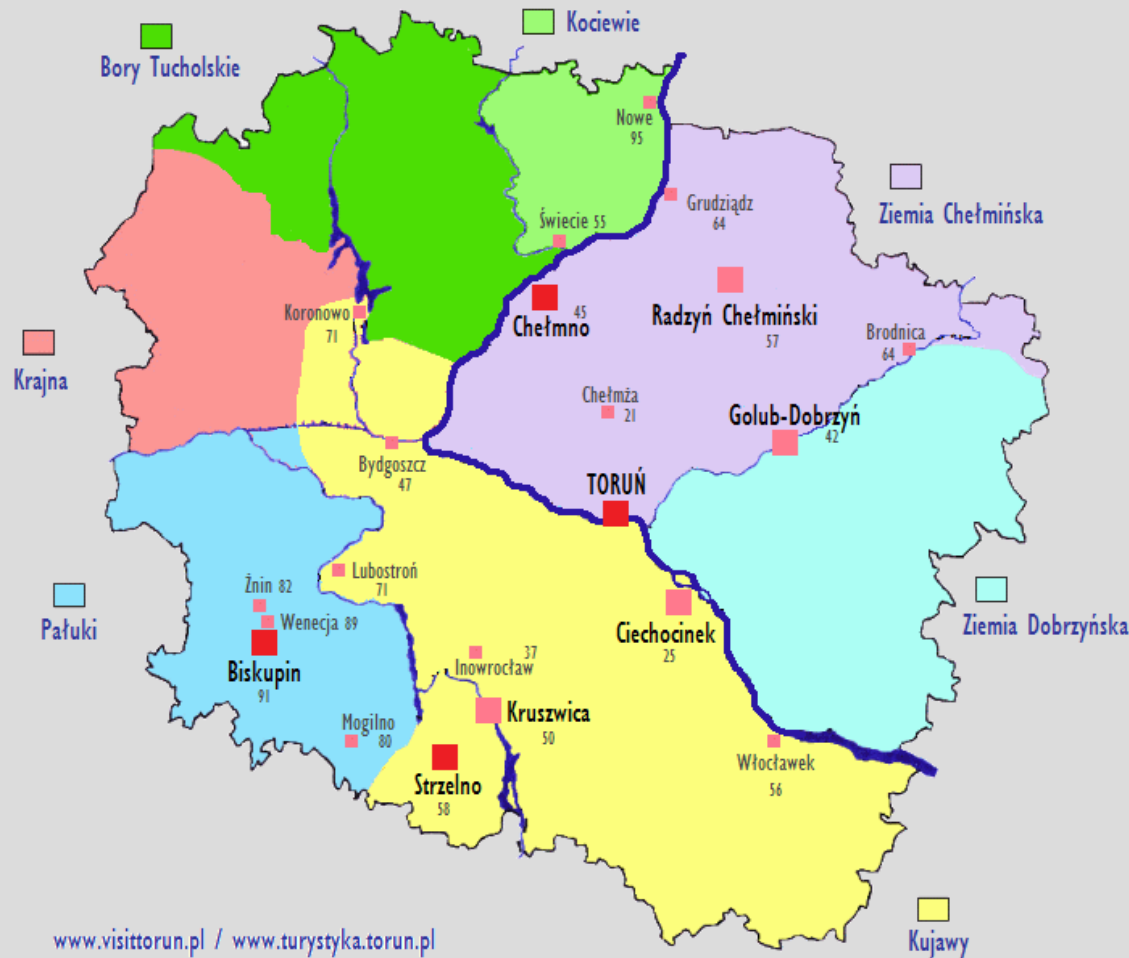 Kociewie
Bory Tucholskie
Nowe
95
Ziemia Chełmińska
Grudziądz
64
Świecie 55
45
Chełmno
Radzyń Chełmiński
57
Koronowo
71
Brodnica
64
Krajna
Chełmża
21
Golub-Dobrzyń
42
Bydgoszcz
47
TORUŃ
Lubostroń
71
Żnin 82
Wenecja 89
Pałuki
Biskupin
91
Ciechocinek
25
Ziemia Dobrzyńska
37
Inowrocław
Kruszwica
50
Mogilno
80
Strzelno
58
Włocławek
56
www.visittorun.pl / www.turystyka.torun.pl
Kujawy